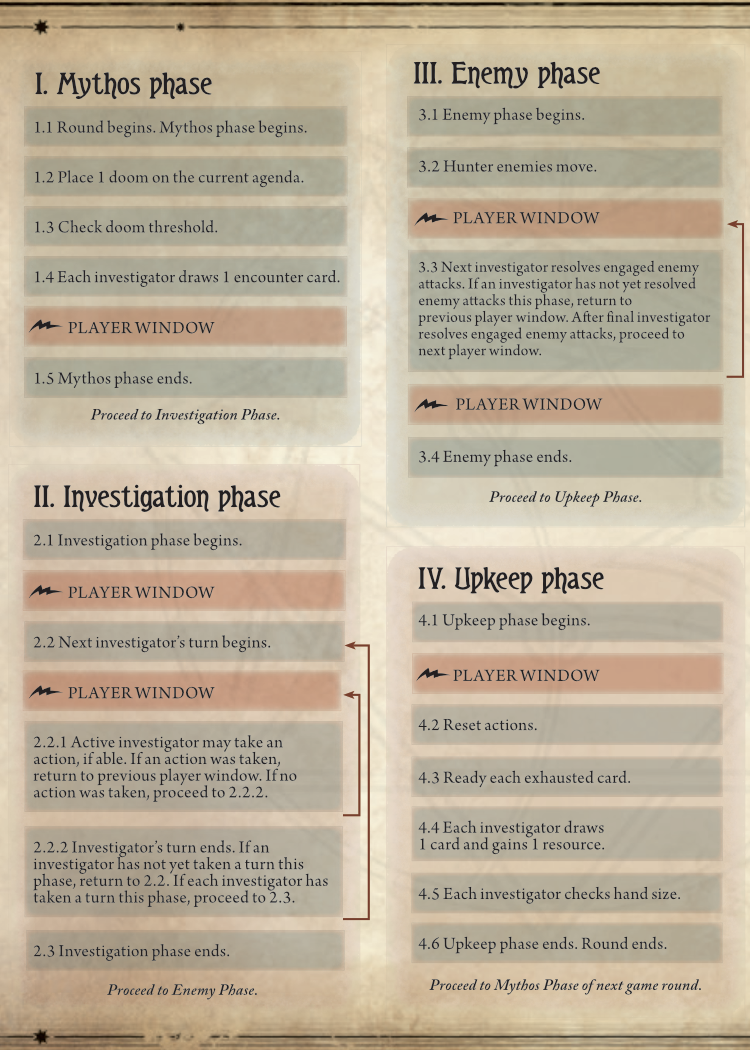 I. Mythos phase
1.1 Round begins. Mythos phase begins.
1.2 Place 1 doom on the current agenda.
1.3 Check doom threshold.
1.4 Each investigator draws 1 encounter card.
PLAYER WINDOW
1.5 Mythos phase ends.
Proceed to Investigation Phase.
II. Investigation phase
2.1 Investigation phase begins.
PLAYER WINDOW
2.2 Next investigator's turn begins.
PLAYER WINDOW
2.2.1 Active investigator may take an
action, if able. If an action was taken,
return to previous player window. If no
action was taken, proceed to 2.2.2.
2.2.2 Investigator's turn ends. If an
investigator has not yet taken a turn this
phase, return to 2.2. If each investigator has
taken a turn this phase, proceed to 2.3.
2.3 Investigation phase ends.
Proceed to Enemy Phase.
III. Enemy phase
3.1 Enemy phase begins.
3.2 Hunter enemies move.
PLAYER WINDOW
3.3 Next investigator resolves engaged enemy
attacks. If an investigator has not yet resolved
enemy attacks this phase, return to
previous player window. After final investigator
resolves engaged enemy attacks, proceed to
next player window.
PLAYER WINDOW
3.4 Enemy phase ends.
Proceed to Upkeep Phase.
IV. Upkeep phase
4.1 Upkeep phase begins.
PLAYER WINDOW
4.2 Reset actions.
4.3 Ready each exhausted card.
4.4 Each investigator draws
1 card and gains 1 resource.
4.5 Each investigator checks hand size.
4.6 Upkeep phase ends. Round ends.
Proceed to Mythos Phase of next game round.